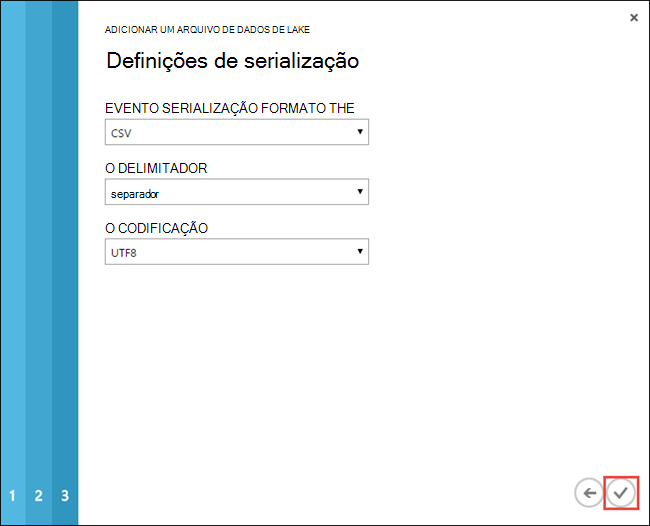 ADICIONAR UM ARQUIVO DE DADOS DE LAKE
Definições de serialização
EVENTO SERIALIZAÇÃO FORMATO THE
CSV
O DELIMITADOR
separador
O CODIFICAÇÃO
UTF8
1 2 3